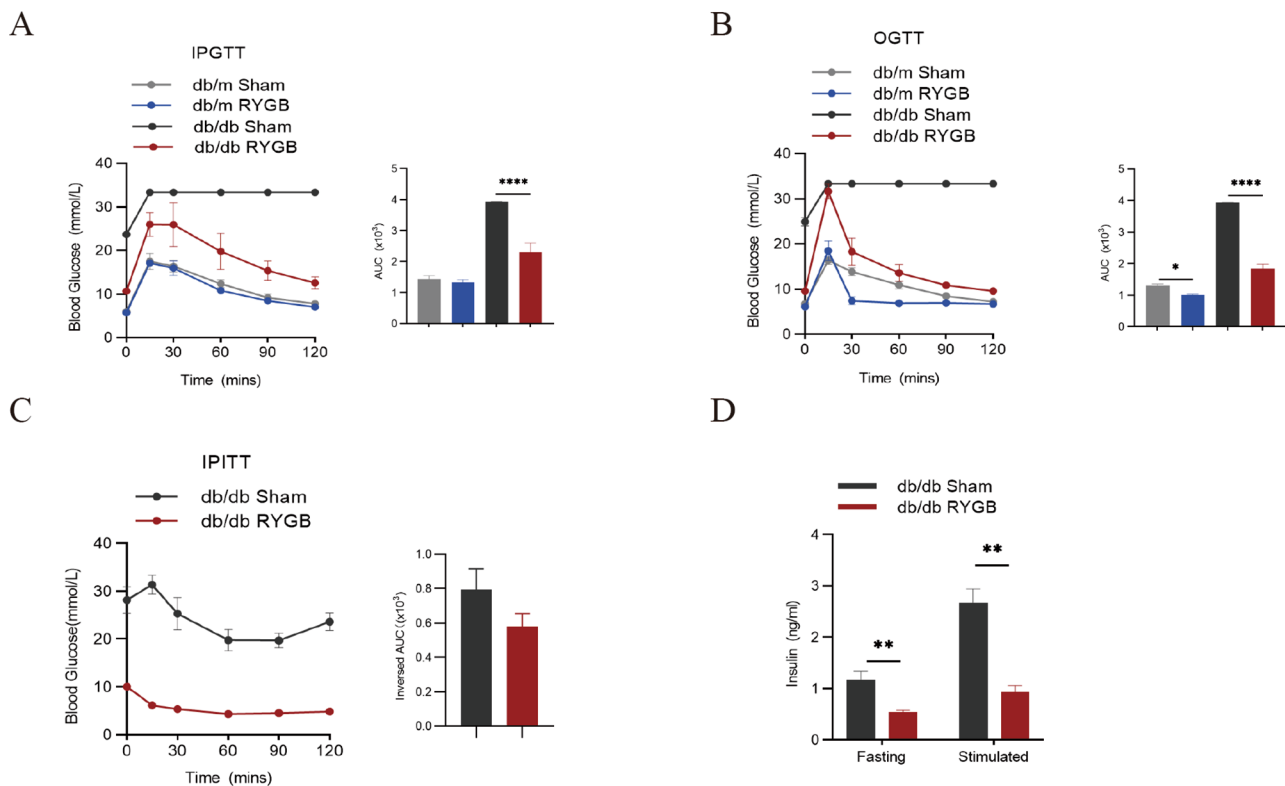 A
IPGTT
db/m Sham
db/m RYGB
db/db Sham
db/db RYGB
Blood Glucose (mmol/L)
40
30
20
10
0
0 30 60 90 120
Time (mins)
AUC (x10³)
5
4
3
2
1
0
****
B
OGTT
db/m Sham
db/m RYGB
db/db Sham
db/db RYGB
Blood Glucose (mmol/L)
40
30
20
10
0
0 30 60 90 120
Time (mins)
AUC (x10³)
5
4
3
2
1
0
*
****
C
IPITT
db/db Sham
db/db RYGB
Blood Glucose(mmol/L)
40
30
20
10
0
0 30 60 90 120
Time (mins)
Inversed AUC (x10³)
1.0
0.8
0.6
0.4
0.2
0.0
D
db/db Sham
db/db RYGB
Insulin (ng/ml)
4
3
2
1
0
**
**
Fasting Stimulated